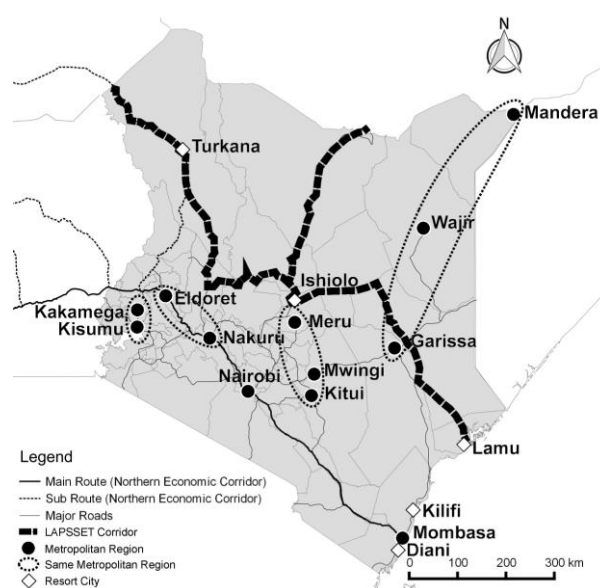 N
Mandera
Turkana
Wajir
Ishiolo
Eldoret
Kakamega
Kisumu
Meru
Nakuru
Garissa
Mwingi
Nairobi
Kitui
Lamu
Legend
Main Route (Northern Economic Corridor)
Sub Route (Northern Economic Corridor)
Major Roads
LAPSSET Corridor
Metropolitan Region
Same Metropolitan Region
Resort City
Kilifi
Mombasa
Diani
0 100 200 300 km